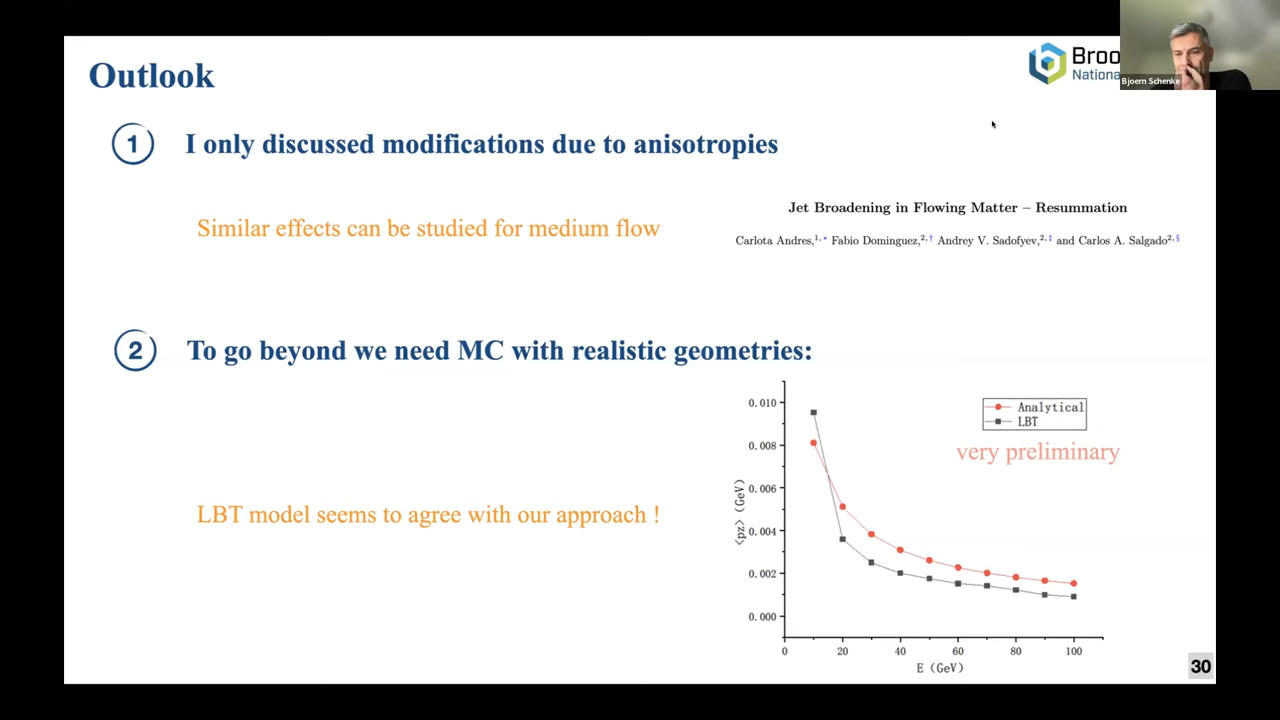 Outlook
Broo
National
Bjoern Schenke
1 I only discussed modifications due to anisotropies
Similar effects can be studied for medium flow
Jet Broadening in Flowing Matter – Resummation
Carlota Andres,¹,* Fabio Dominguez,²,† Andrey V. Sadofyev,²,‡ and Carlos A. Salgado²,§
2 To go beyond we need MC with realistic geometries:
LBT model seems to agree with our approach !
Analytical
LBT
very preliminary
0.010
0.008
0.006
0.004
0.002
0.000
<pz> (GeV)
0 20 40 60 80 100
E (GeV)
30